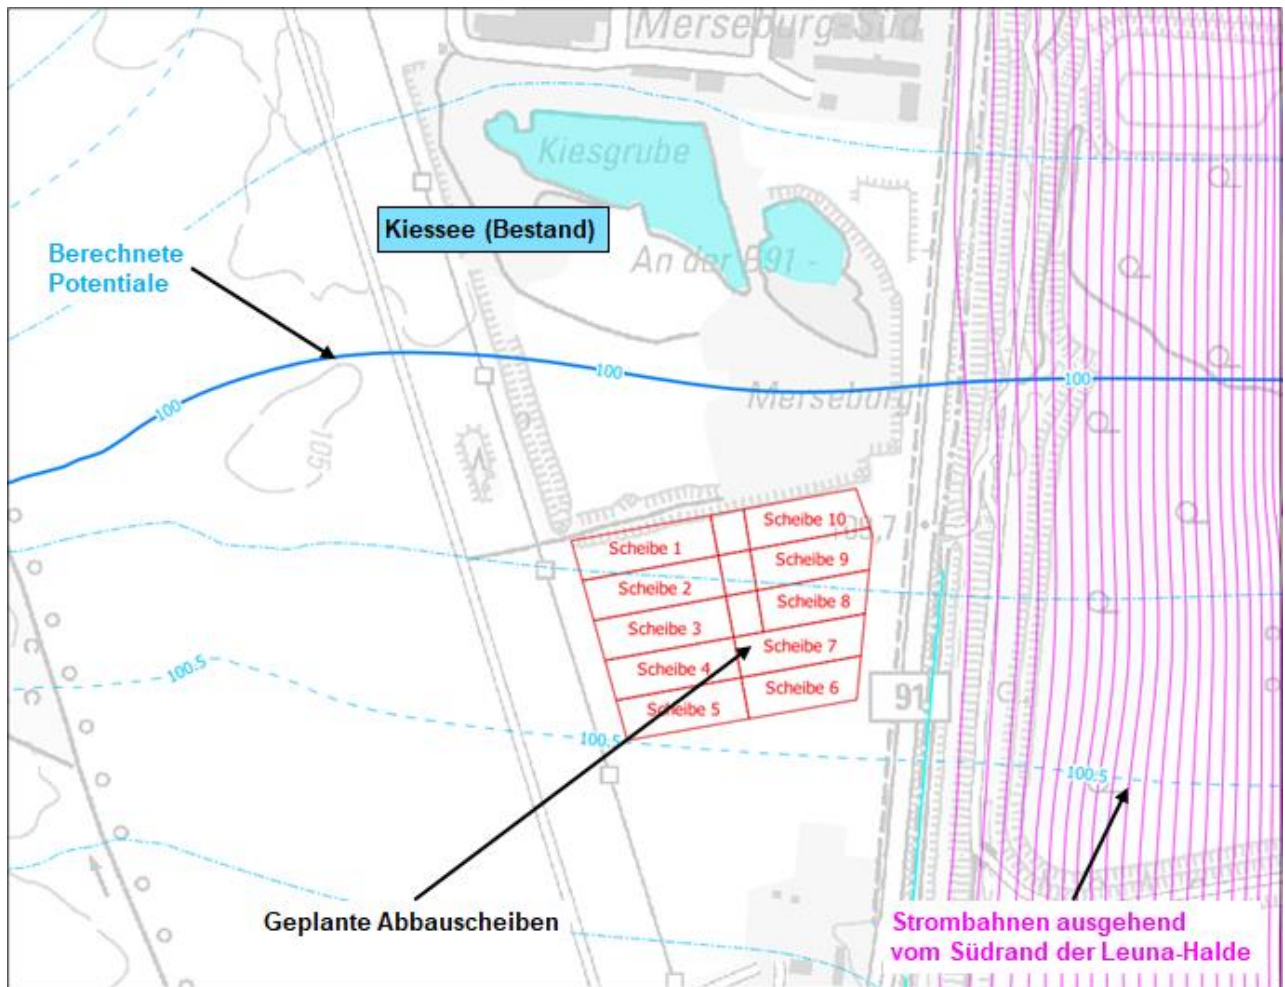 Merseburg-Süd
Kiesgrube
Kiessee (Bestand)
An der B91 -
Berechnete
Potentiale
100
100
100
Merseburg
105
Scheibe 10
Scheibe 1
Scheibe 9
Scheibe 2
Scheibe 8
Scheibe 3
Scheibe 7
Scheibe 4
Scheibe 6
Scheibe 5
91
100.5
100.5
100.5
Geplante Abbauscheiben
Strombahnen ausgehend
vom Südrand der Leuna-Halde